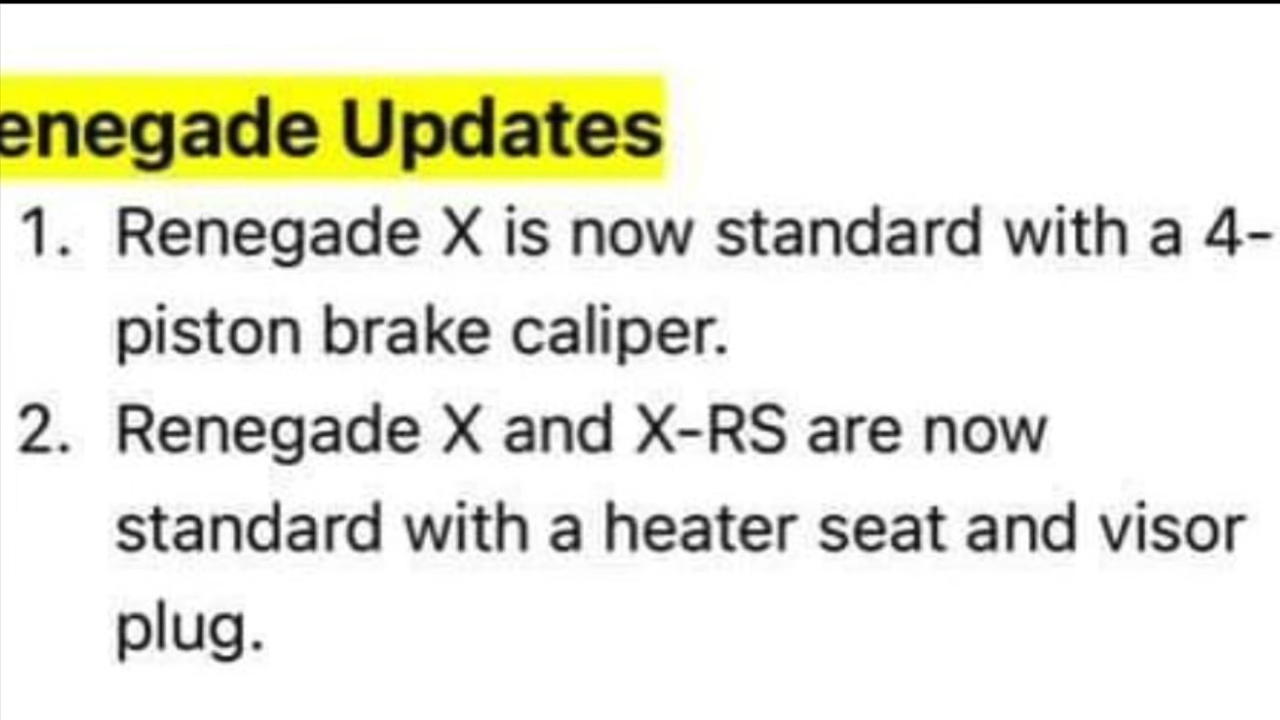 enegade Updates
1. Renegade X is now standard with a 4-
piston brake caliper.
2. Renegade X and X-RS are now
standard with a heater seat and visor
plug.